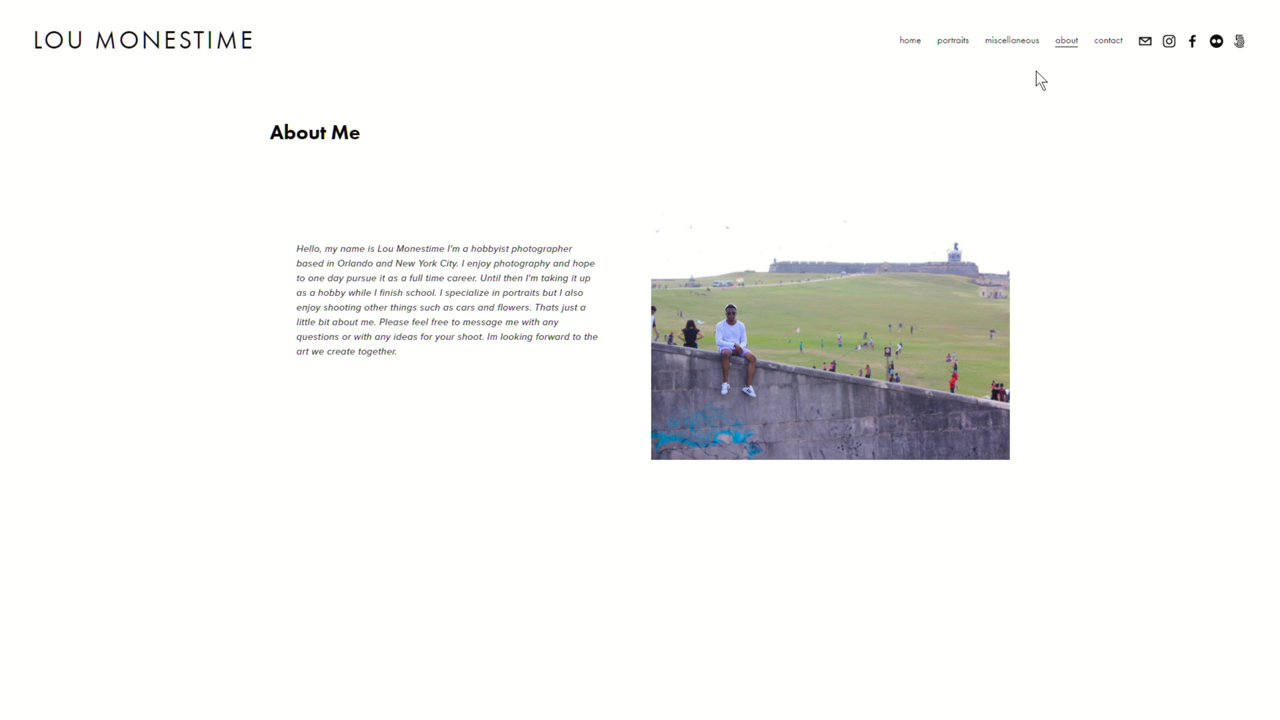 LOU MONESTIME
home portraits miscellaneous about contact
About Me
Hello, my name is Lou Monestime I'm a hobbyist photographer
based in Orlando and New York City. I enjoy photography and hope
to one day pursue it as a full time career. Until then I'm taking it up
as a hobby while I finish school. I specialize in portraits but I also
enjoy shooting other things such as cars and flowers. Thats just a
little bit about me. Please feel free to message me with any
questions or with any ideas for your shoot. Im looking forward to the
art we create together.